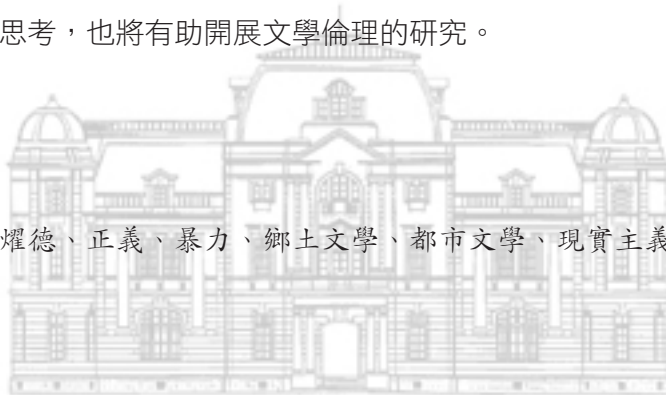 思考，也將有助開展文學倫理的研究。
燿德、正義、暴力、鄉土文學、都市文學、現實主義